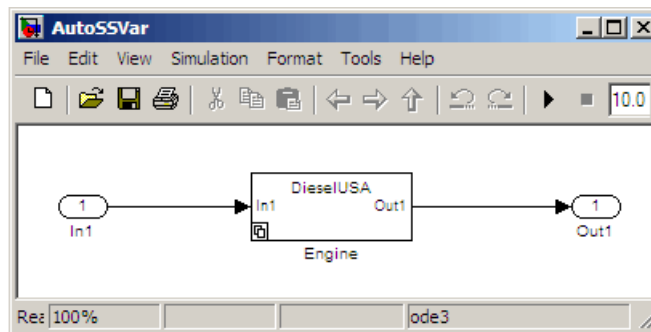 AutoSSVar
File Edit View Simulation Format Tools Help
10.0
DieselUSA
1 In1 Out1 1
In1 Out1
Engine
100% ode3